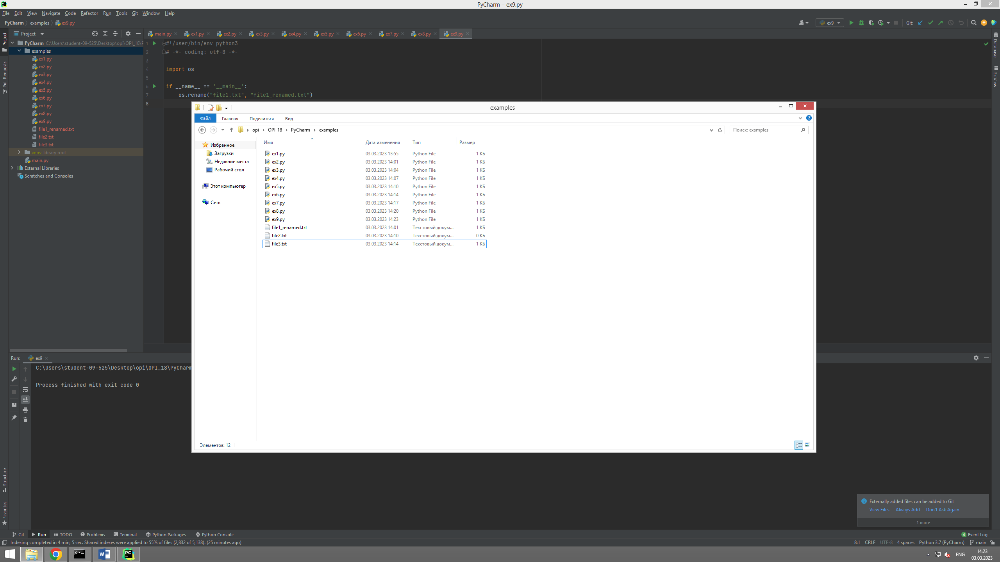 PyCharm – ex9.py
File Edit View Navigate Code Refactor Run Tools Git Window Help
PyCharm examples ex9.py
ex9 Git:
Project
main.py ex1.py ex2.py ex3.py ex4.py ex5.py ex6.py ex7.py ex8.py ex9.py
Project
Pull Requests
PyCharm C:\Users\student-09-525\Desktop\opi\OPI_18\P
examples
ex1.py
ex2.py
ex3.py
ex4.py
ex5.py
ex6.py
ex7.py
ex8.py
ex9.py
file1_renamed.txt
file2.txt
file3.txt
venv library root
main.py
External Libraries
Scratches and Consoles
1 #!/user/bin/env python3
2 # -*- coding: utf-8 -*-
3
4 import os
5
6 if __name__ == '__main__':
7 os.rename("file1.txt", "file1_renamed.txt")
8
Database
SciView
examples
Файл Главная Поделиться Вид
opi OPI_18 PyCharm examples
Поиск: examples
Избранное
Загрузки
Недавние места
Рабочий стол
Этот компьютер
Сеть
Имя Дата изменения Тип Размер
ex1.py 03.03.2023 13:55 Python File 1 КБ
ex2.py 03.03.2023 14:01 Python File 1 КБ
ex3.py 03.03.2023 14:04 Python File 1 КБ
ex4.py 03.03.2023 14:07 Python File 1 КБ
ex5.py 03.03.2023 14:10 Python File 1 КБ
ex6.py 03.03.2023 14:14 Python File 1 КБ
ex7.py 03.03.2023 14:17 Python File 1 КБ
ex8.py 03.03.2023 14:20 Python File 1 КБ
ex9.py 03.03.2023 14:23 Python File 1 КБ
file1_renamed.txt 03.03.2023 14:01 Текстовый докум... 1 КБ
file2.txt 03.03.2023 14:10 Текстовый докум... 0 КБ
file3.txt 03.03.2023 14:14 Текстовый докум... 1 КБ
Элементов: 12
Run: ex9
C:\Users\student-09-525\Desktop\opi\OPI_18\PyCharm
Process finished with exit code 0
Structure
Favorites
Externally added files can be added to Git
View Files Always Add Don't Ask Again
1 more
Git Run TODO Problems Terminal Python Packages Python Console
4 Event Log
Indexing completed in 4 min, 5 sec. Shared indexes were applied to 55% of files (2,832 of 5,138). (25 minutes ago)
8:1 CRLF UTF-8 4 spaces Python 3.7 (PyCharm) main
ENG
14:23
03.03.2023